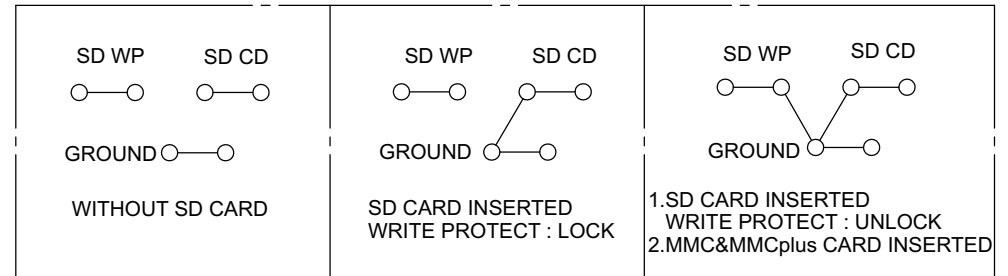 SD WP SD CD
GROUND
WITHOUT SD CARD
SD WP SD CD
GROUND
SD CARD INSERTED
WRITE PROTECT : LOCK
SD WP SD CD
GROUND
1.SD CARD INSERTED
WRITE PROTECT : UNLOCK
2.MMC&MMCplus CARD INSERTED